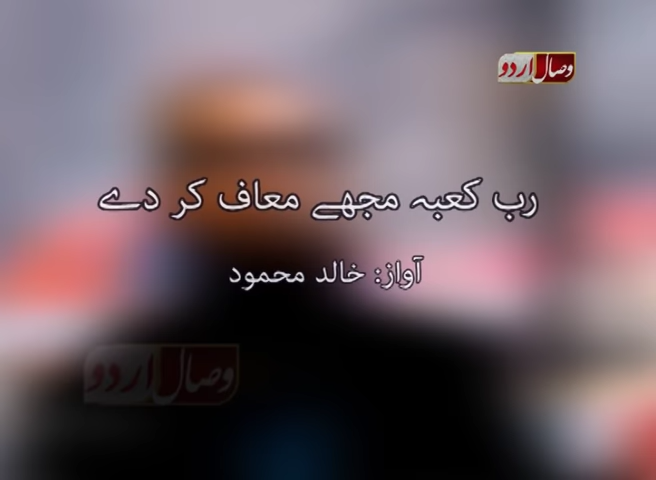 وصال اردو
رب کعبہ مجھے معاف کر دے
آواز: خالد محمود
وصال اردو